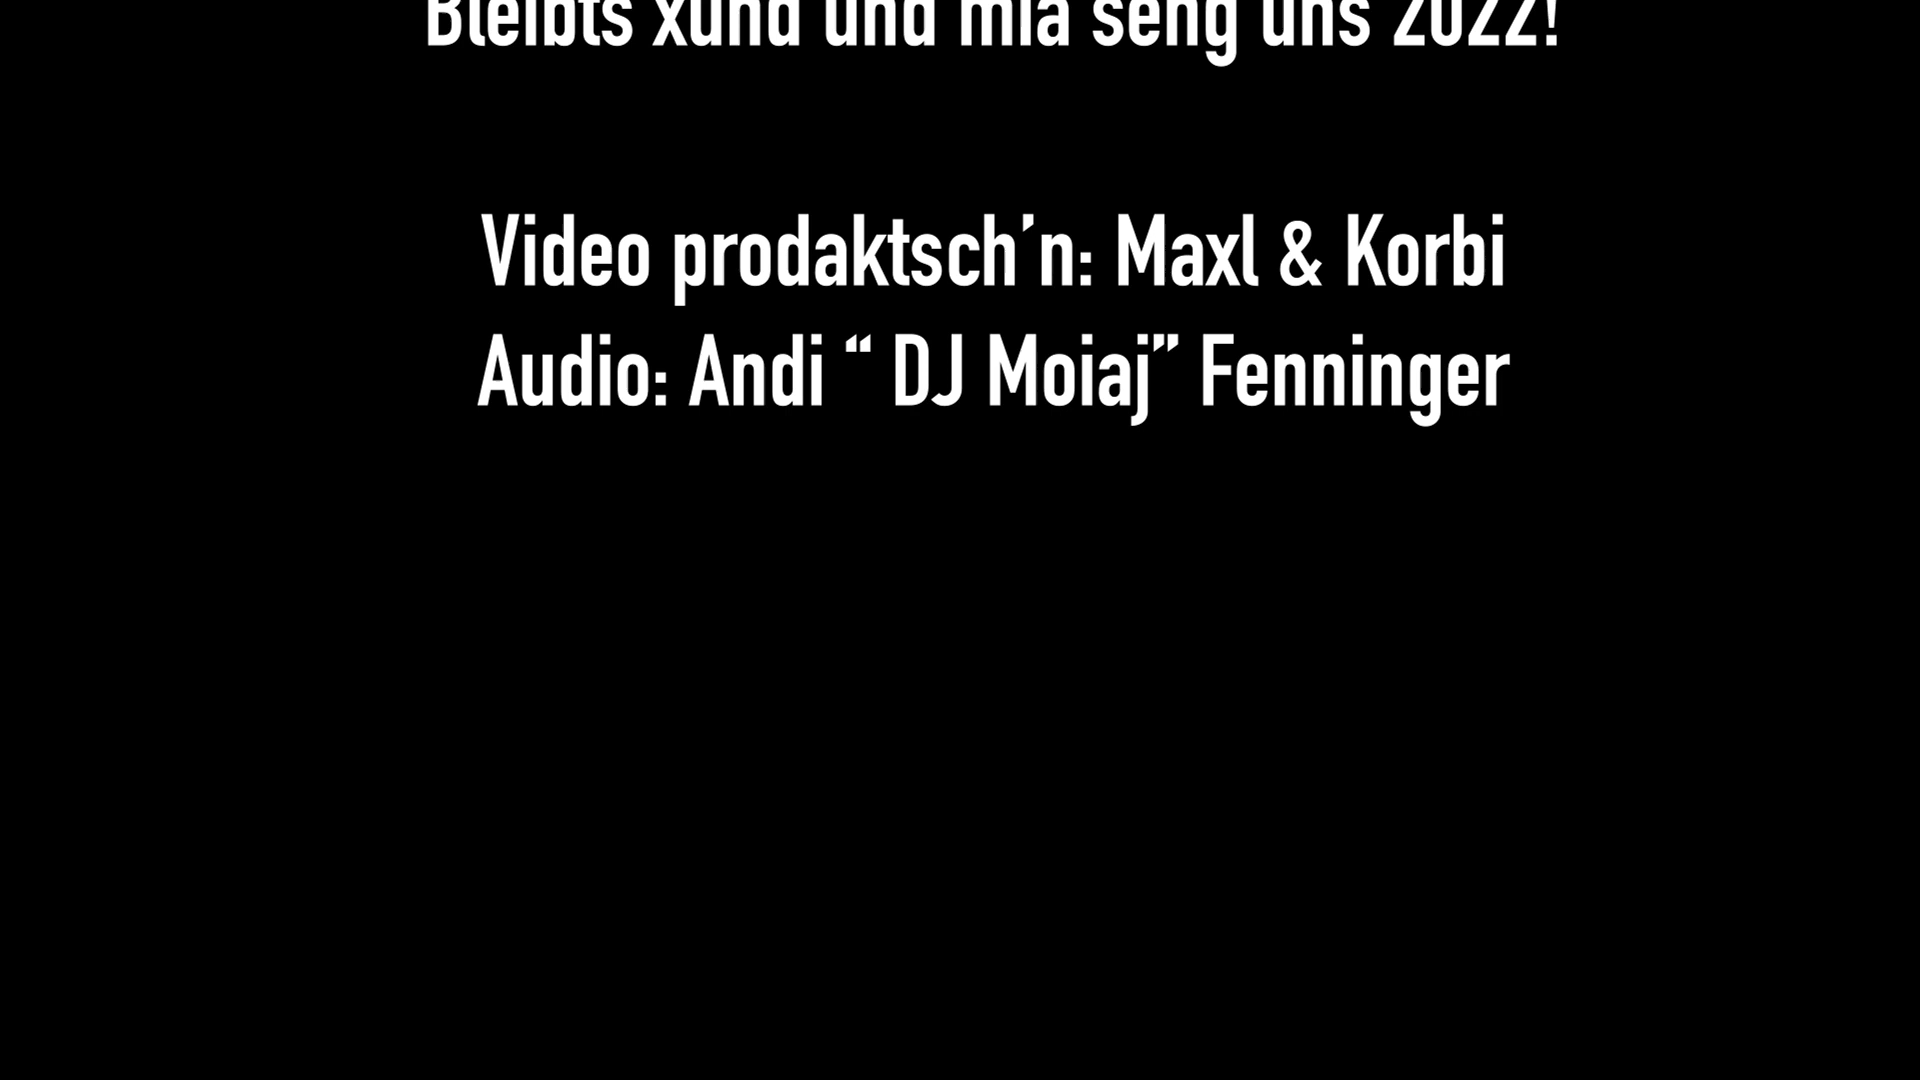 Bleibts xund und mia seng uns 2022!
Video prodaktsch’n: Maxl & Korbi
Audio: Andi “ DJ Moiaj” Fenninger